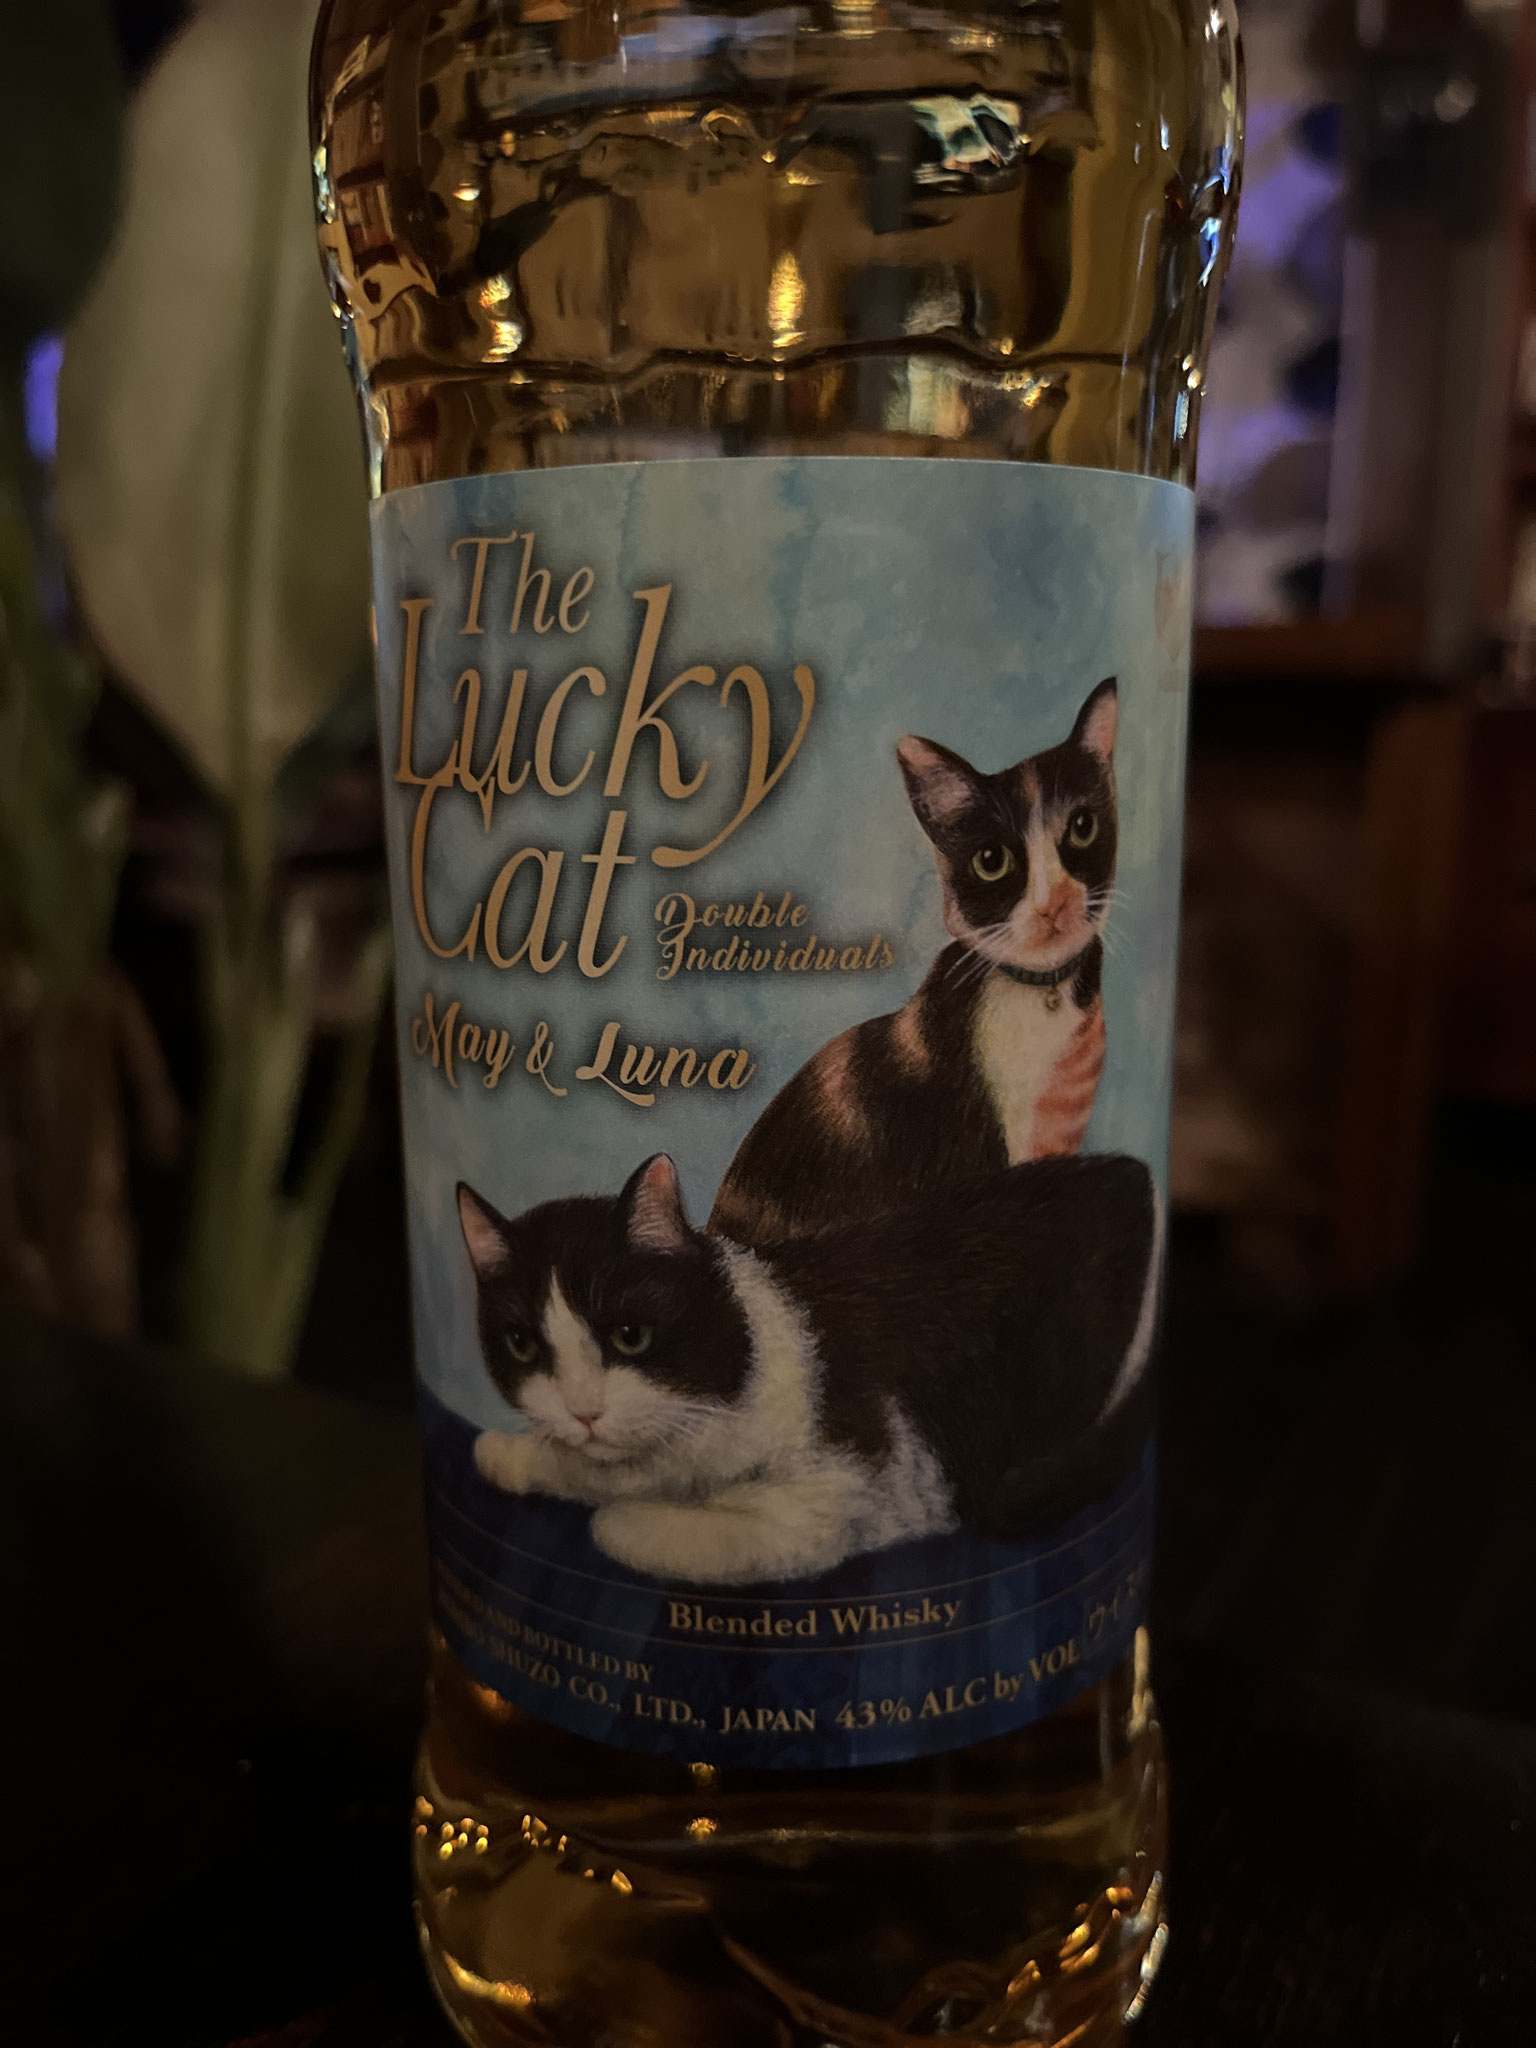 The
Lucky
Cat
Double
Individuals
May & Luna
Blended Whisky
AND BOTTLED BY
SHUZO CO., LTD., JAPAN 43% ALC by VOL